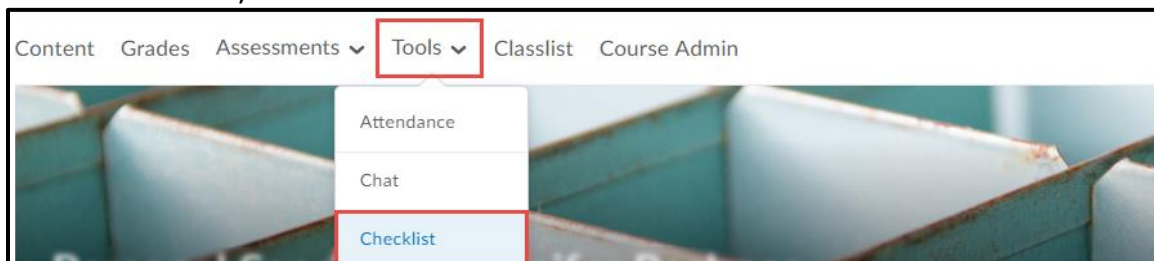 Content Grades Assessments Tools Classlist Course Admin
Attendance
Chat
Checklist